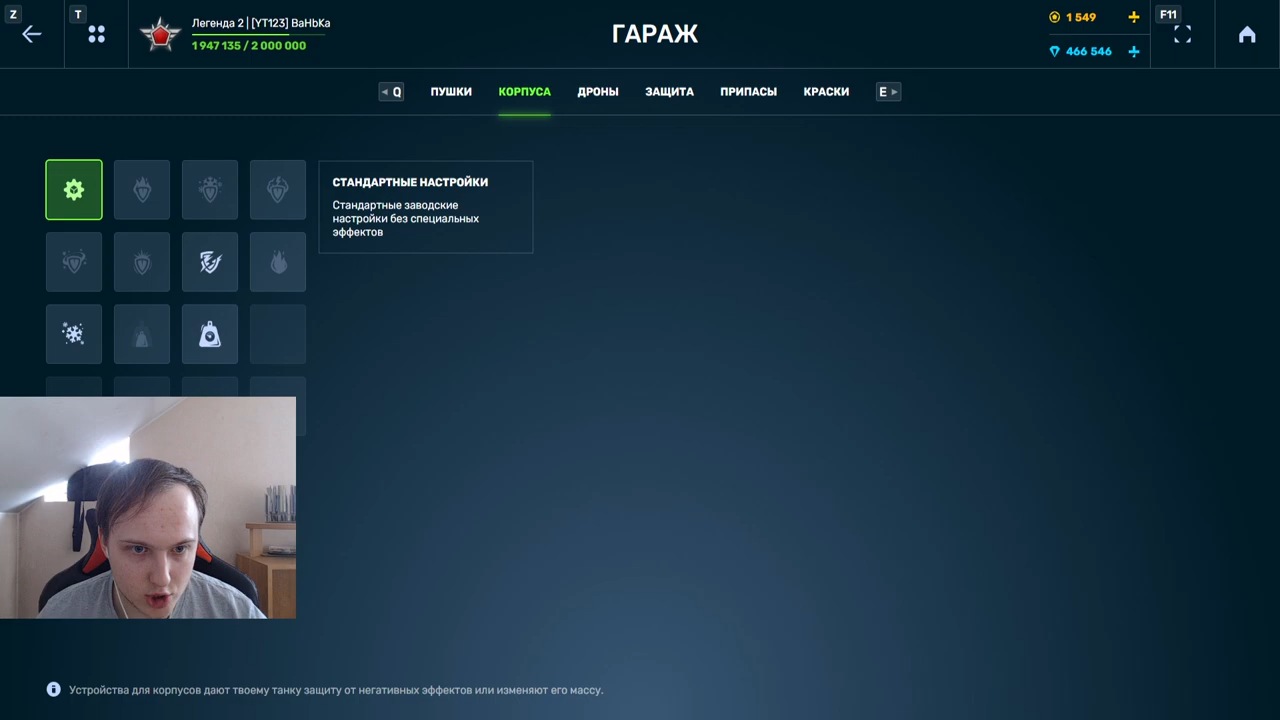 Z
T
Легенда 2 | [YT123] BaHbKa
1 947 135 / 2 000 000
ГАРАЖ
1 549
466 546
F11
Q
ПУШКИ
КОРПУСА
ДРОНЫ
ЗАЩИТА
ПРИПАСЫ
КРАСКИ
E
СТАНДАРТНЫЕ НАСТРОЙКИ
Стандартные заводские
настройки без специальных
эффектов
Устройства для корпусов дают твоему танку защиту от негативных эффектов или изменяют его массу.